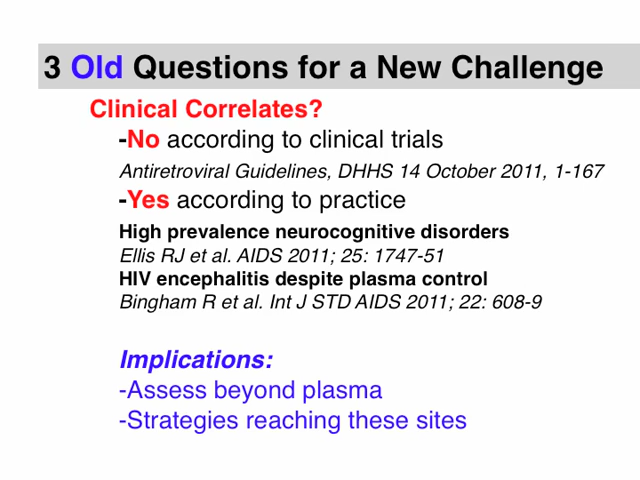 3 Old Questions for a New Challenge
Clinical Correlates?
-No according to clinical trials
Antiretroviral Guidelines, DHHS 14 October 2011, 1-167
-Yes according to practice
High prevalence neurocognitive disorders
Ellis RJ et al. AIDS 2011; 25: 1747-51
HIV encephalitis despite plasma control
Bingham R et al. Int J STD AIDS 2011; 22: 608-9
Implications:
-Assess beyond plasma
-Strategies reaching these sites